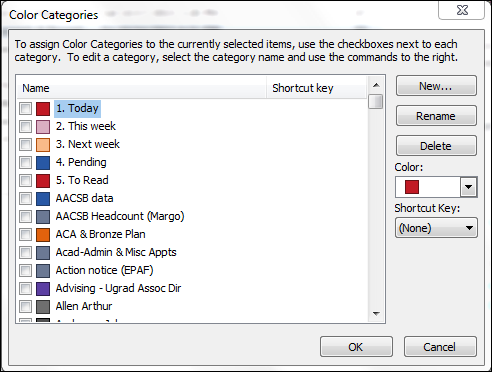 Color Categories
To assign Color Categories to the currently selected items, use the checkboxes next to each
category. To edit a category, select the category name and use the commands to the right.
Name Shortcut key
1. Today
2. This week
3. Next week
4. Pending
5. To Read
AACSB data
AACSB Headcount (Margo)
ACA & Bronze Plan
Acad-Admin & Misc Appts
Action notice (EPAF)
Advising - Ugrad Assoc Dir
Allen Arthur
New...
Rename
Delete
Color:
Shortcut Key:
(None)
OK Cancel